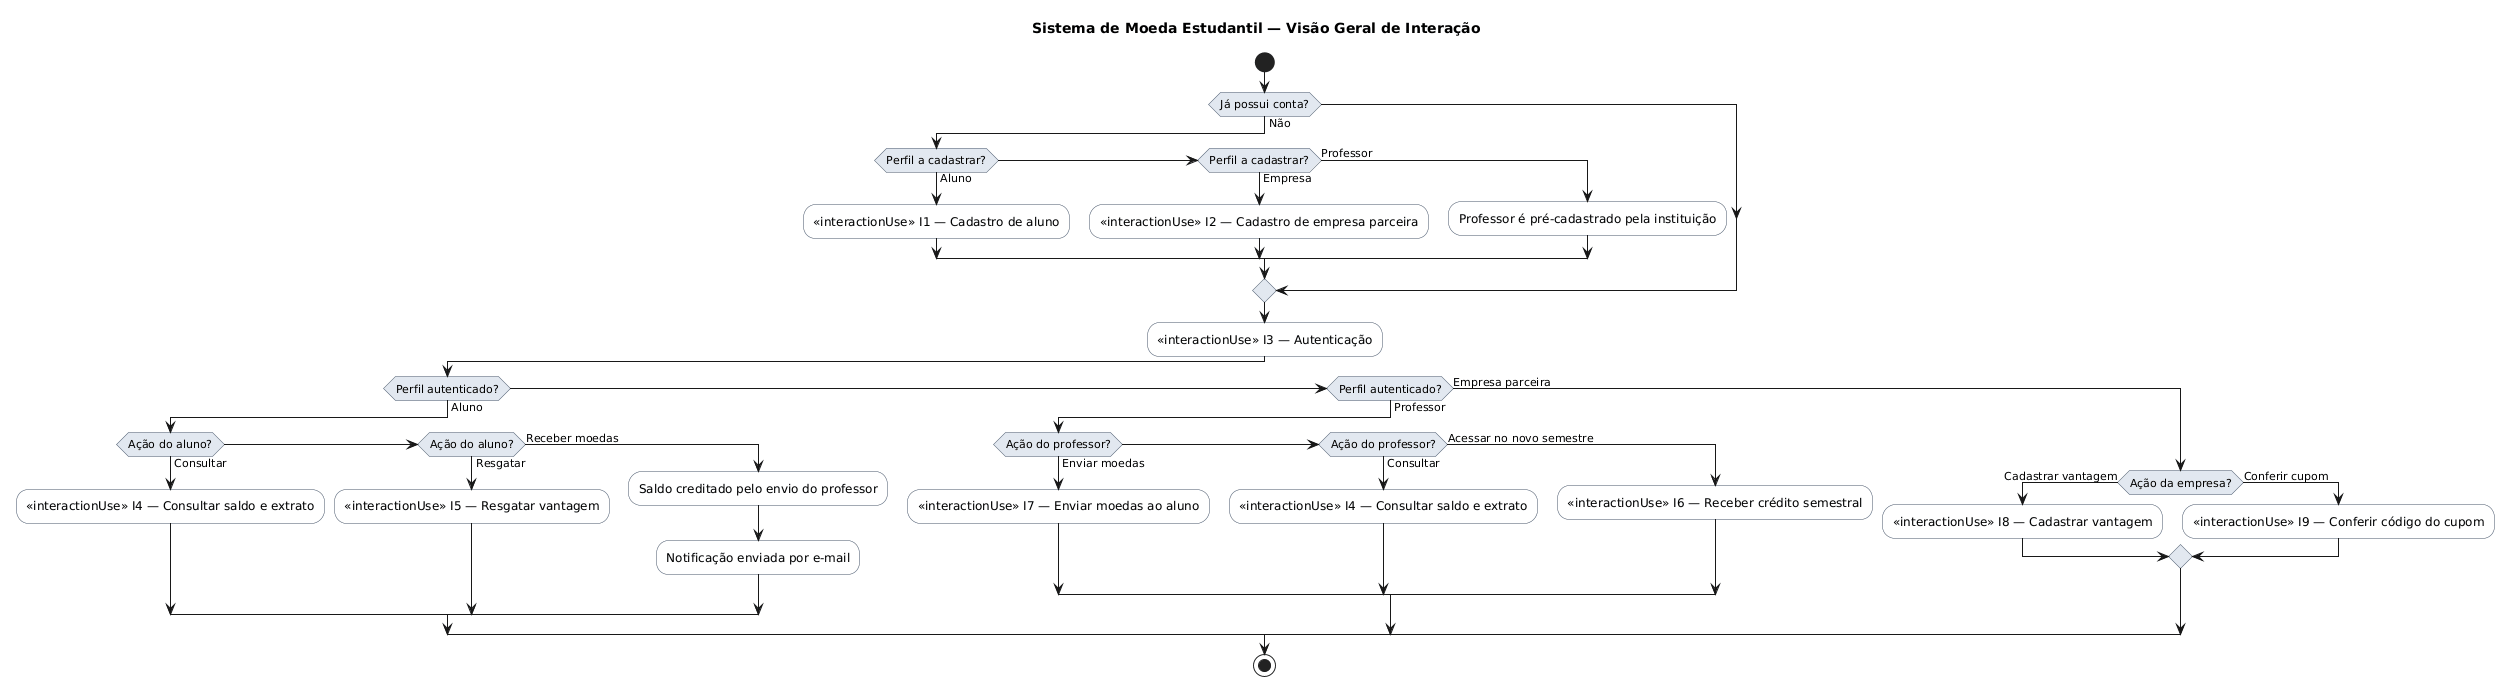 Sistema de Moeda Estudantil — Visão Geral de Interação
Já possui conta?
Não
Perfil a cadastrar?
Perfil a cadastrar?
Professor
Aluno
Empresa
«interactionUse» I1 — Cadastro de aluno
«interactionUse» I2 — Cadastro de empresa parceira
Professor é pré-cadastrado pela instituição
«interactionUse» I3 — Autenticação
Perfil autenticado?
Perfil autenticado?
Empresa parceira
Aluno
Professor
Ação do aluno?
Ação do aluno?
Receber moedas
Ação do professor?
Ação do professor?
Acessar no novo semestre
Consultar
Resgatar
Enviar moedas
Consultar
Cadastrar vantagem
Ação da empresa?
Conferir cupom
«interactionUse» I4 — Consultar saldo e extrato
«interactionUse» I5 — Resgatar vantagem
Saldo creditado pelo envio do professor
«interactionUse» I7 — Enviar moedas ao aluno
«interactionUse» I4 — Consultar saldo e extrato
«interactionUse» I6 — Receber crédito semestral
«interactionUse» I8 — Cadastrar vantagem
«interactionUse» I9 — Conferir código do cupom
Notificação enviada por e-mail